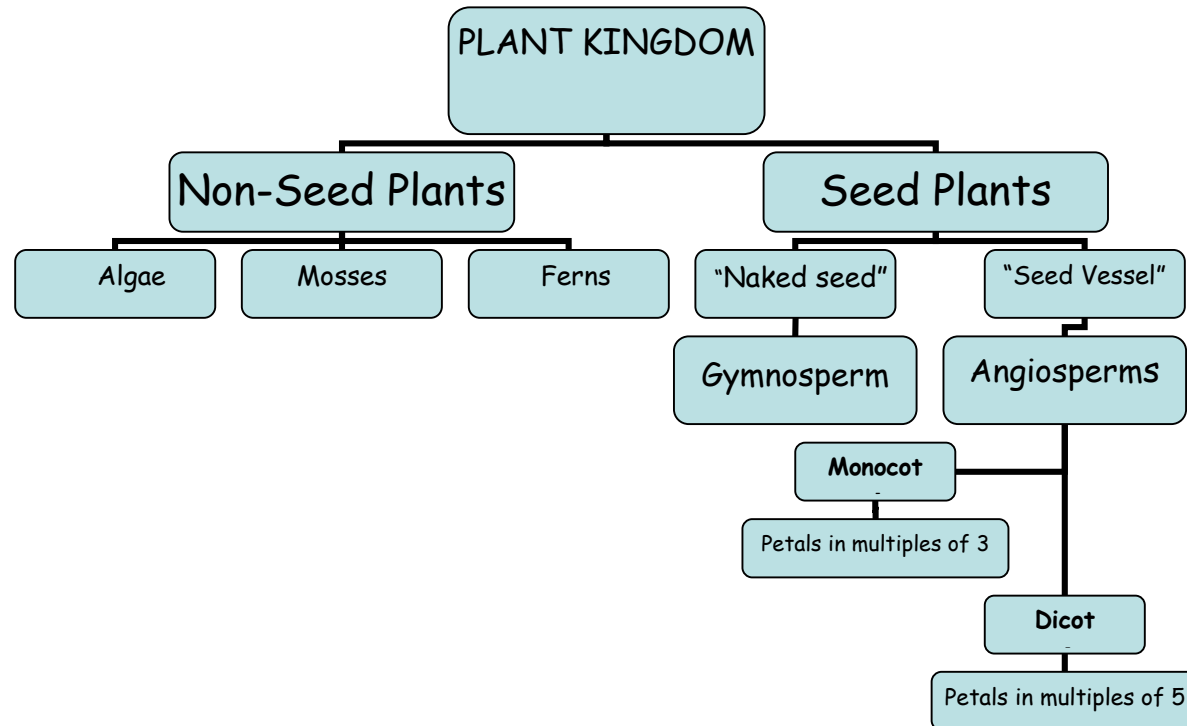 PLANT KINGDOM
Non-Seed Plants
Seed Plants
Algae
Mosses
Ferns
“Naked seed”
“Seed Vessel”
Gymnosperm
Angiosperms
Monocot
-
Petals in multiples of 3
Dicot
-
Petals in multiples of 5